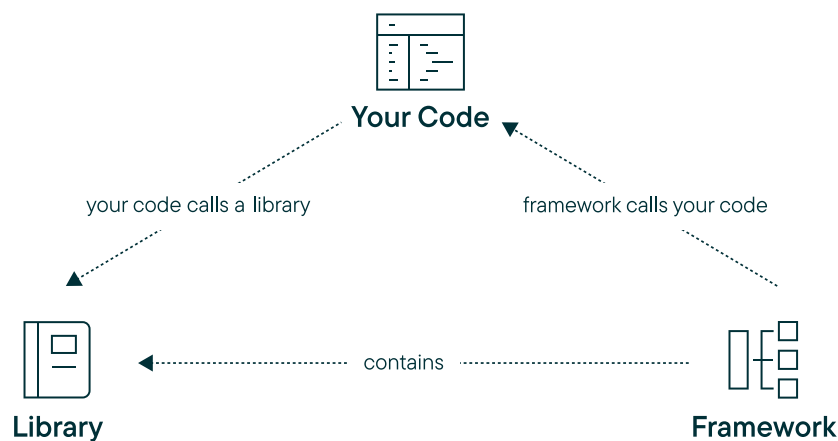 Your Code
your code calls a library
framework calls your code
contains
Library
Framework